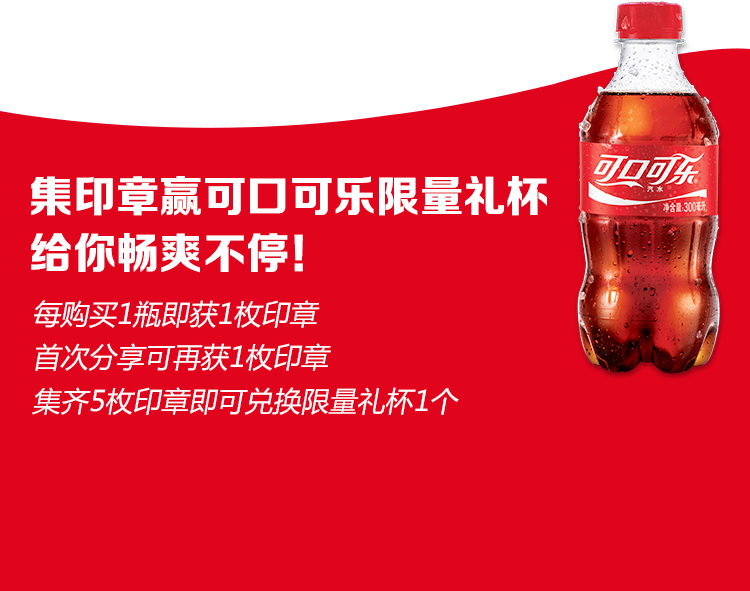 集印章赢可口可乐限量礼杯
给你畅爽不停!
每购买1瓶即获1枚印章
首次分享可再获1枚印章
集齐5枚印章即可兑换限量礼杯1个
可口可乐
汽水
净含量:300毫升